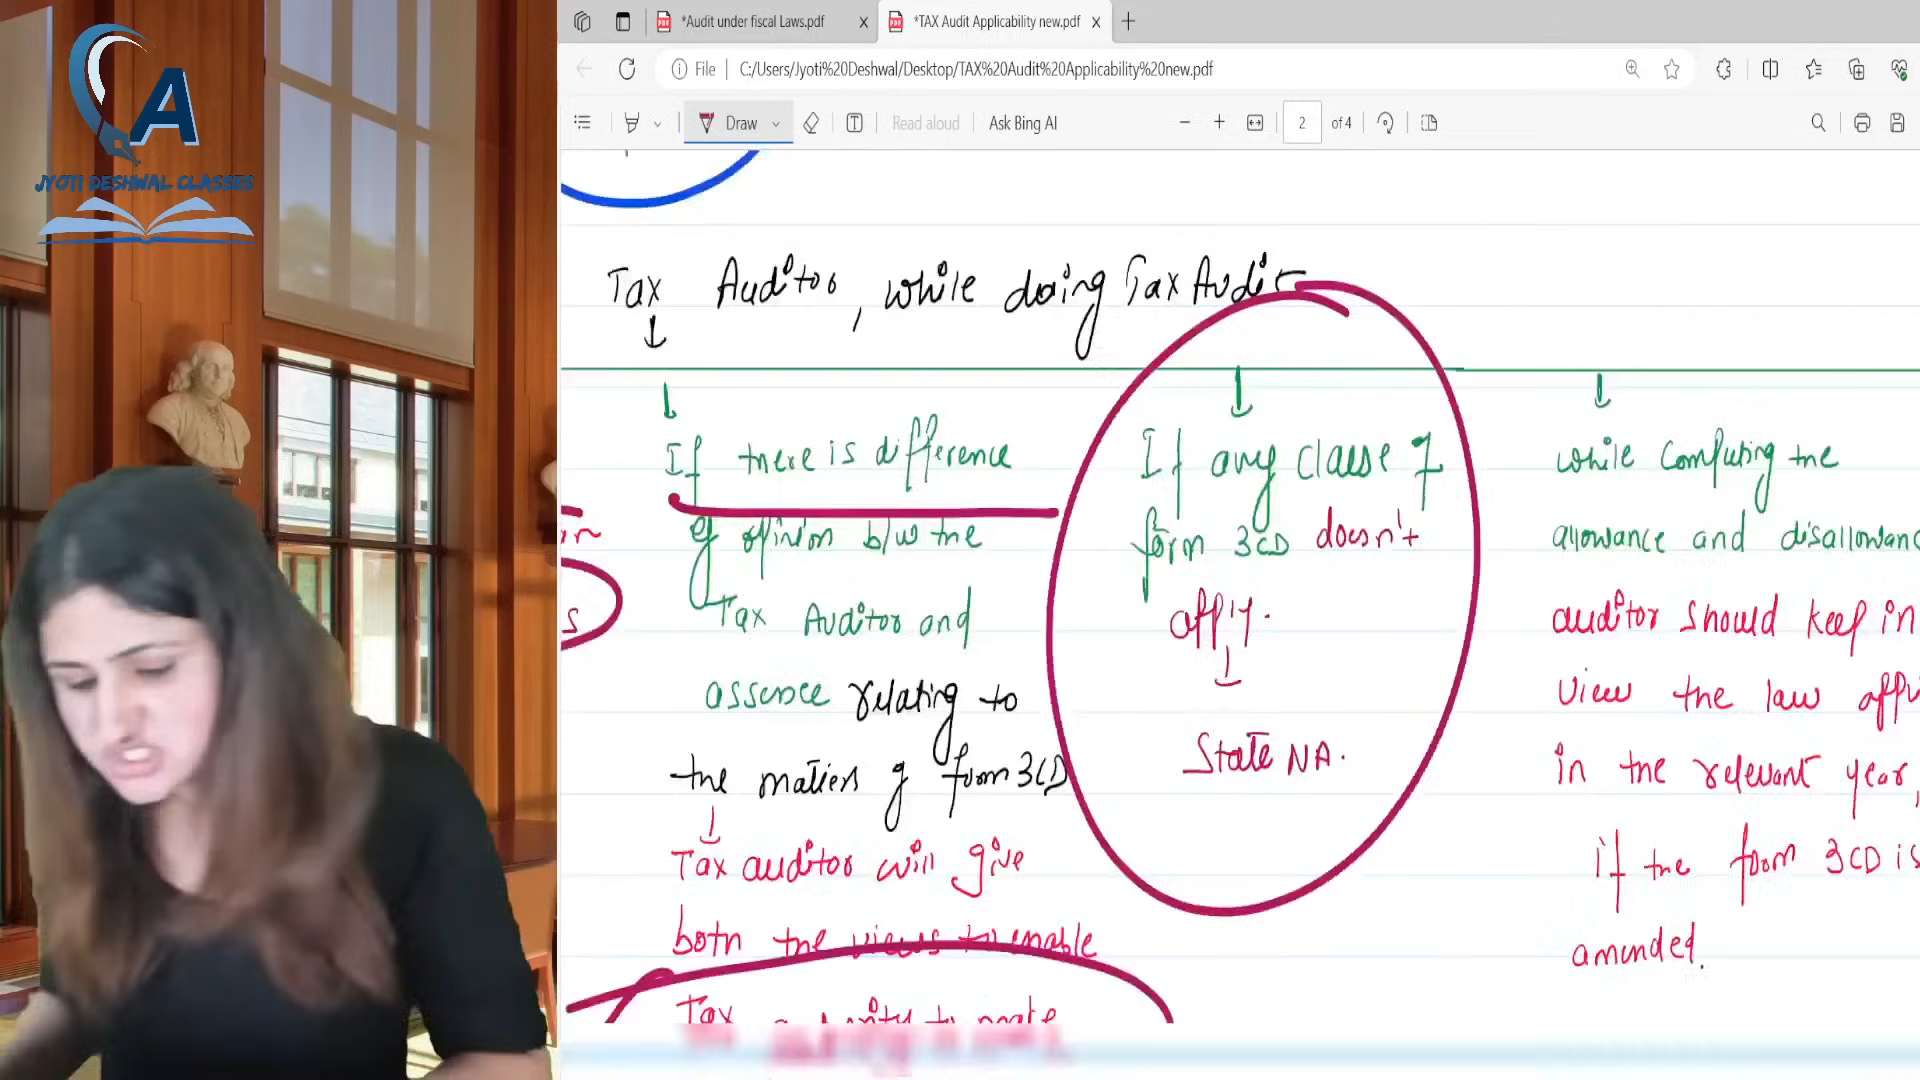 *Audit under fiscal Laws.pdf
*TAX Audit Applicability new.pdf
File
C:/Users/Jyoti%20Deshwal/Desktop/TAX%20Audit%20Applicability%20new.pdf
Draw
Read aloud
Ask Bing AI
2
of 4
A
JYOTI DESHWAL CLASSES
Tax Auditor, while doing Tax Audit
If there is difference
of opinion b/w the
Tax Auditor and
assessee relating to
the matters of form 3CD
Tax auditor will give
both the views to enable
Tax
If any clause of
form 3CD doesn't
apply.
State NA.
while Computing the
allowance and disallowanc
auditor should keep in
view the law
in the relevant year,
if the form 3CD is
amended.